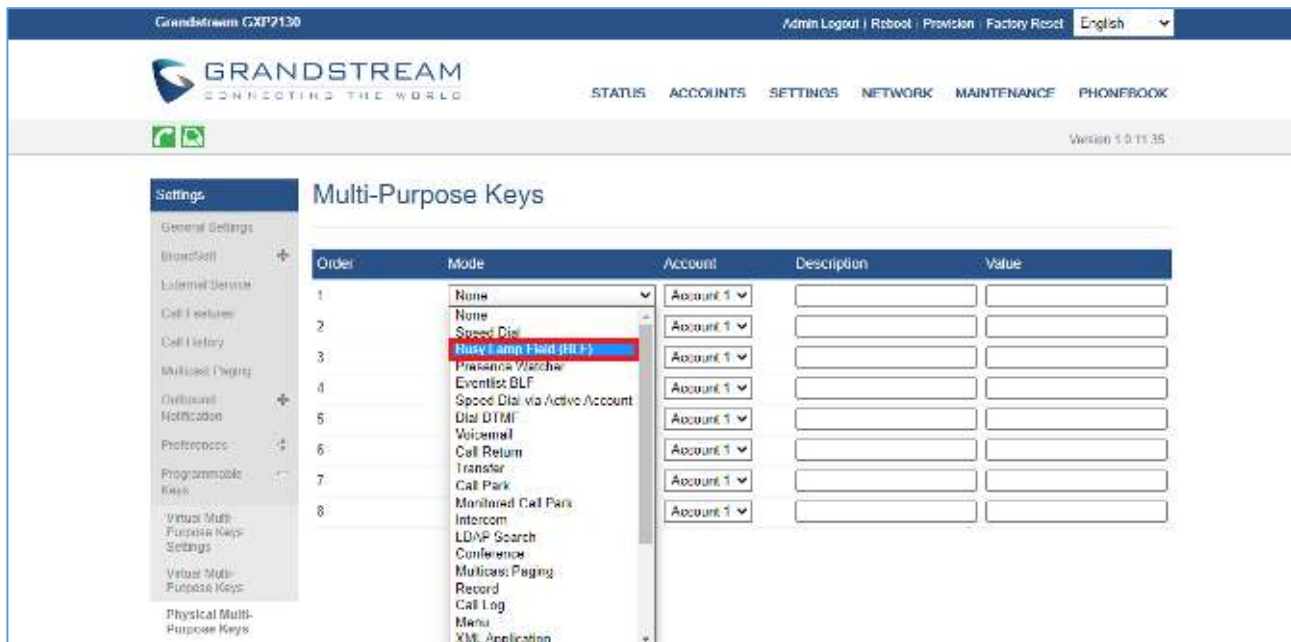 Grandstream GXP2130
Admin Logout | Reboot | Provision | Factory Reset English
GRANDSTREAM
CONNECTING THE WORLD
STATUS ACCOUNTS SETTINGS NETWORK MAINTENANCE PHONEBOOK
Version 1.0.11.35
Settings
General Settings
BroadSoft
External Service
Call Features
Call History
Multicast Paging
Outbound
Notification
Preferences
Programmable
Keys
Virtual Multi-
Purpose Keys
Settings
Virtual Multi-
Purpose Keys
Physical Multi-
Purpose Keys
Multi-Purpose Keys
Order Mode Account Description Value
1 None Account 1
2 Account 1
3 Account 1
4 Account 1
5 Account 1
6 Account 1
7 Account 1
8 Account 1
None
Speed Dial
Busy Lamp Field (BLF)
Presence Watcher
Eventlist BLF
Speed Dial via Active Account
Dial DTMF
Voicemail
Call Return
Transfer
Call Park
Monitored Call Park
Intercom
LDAP Search
Conference
Multicast Paging
Record
Call Log
Menu
XML Application